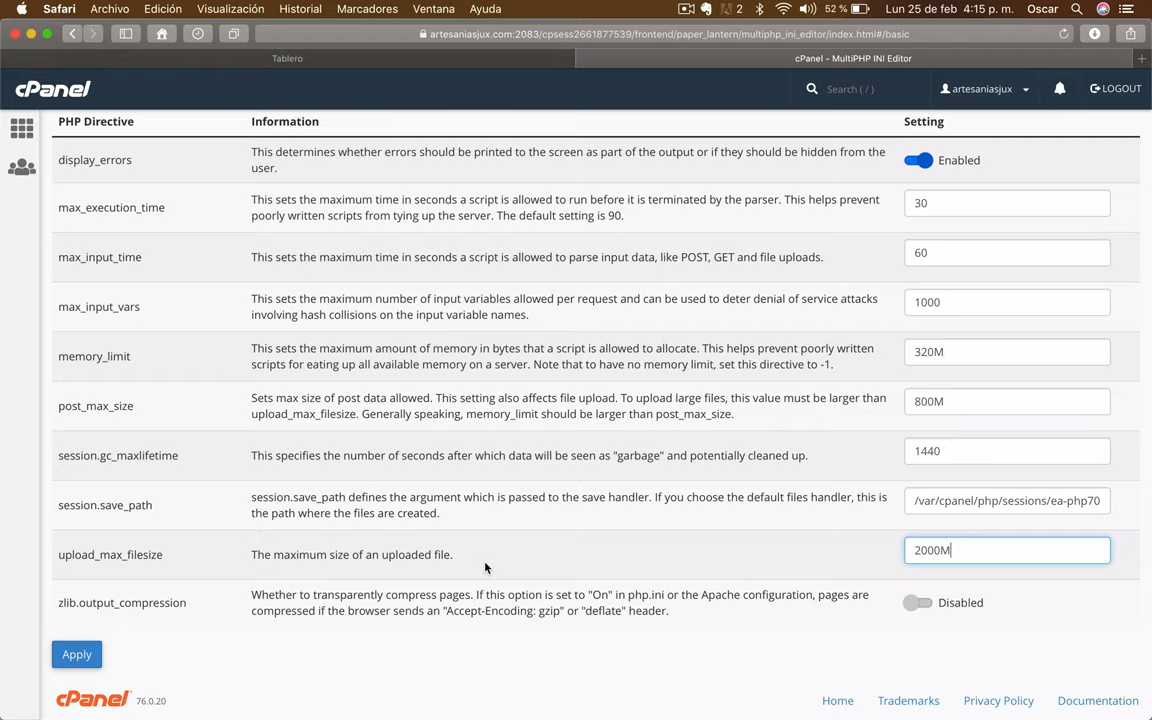 Safari Archivo Edición Visualización Historial Marcadores Ventana Ayuda 2 52 % Lun 25 de feb 4:15 p. m. Oscar
artesaniasjux.com:2083/cpsess2661877539/frontend/paper_lantern/multiphp_ini_editor/index.html#/basic
Tablero cPanel - MultiPHP INI Editor
cPanel Search ( / ) artesaniasjux LOGOUT
PHP Directive Information Setting
display_errors This determines whether errors should be printed to the screen as part of the output or if they should be hidden from the Enabled
user.
max_execution_time This sets the maximum time in seconds a script is allowed to run before it is terminated by the parser. This helps prevent 30
poorly written scripts from tying up the server. The default setting is 90.
max_input_time This sets the maximum time in seconds a script is allowed to parse input data, like POST, GET and file uploads. 60
max_input_vars This sets the maximum number of input variables allowed per request and can be used to deter denial of service attacks 1000
involving hash collisions on the input variable names.
memory_limit This sets the maximum amount of memory in bytes that a script is allowed to allocate. This helps prevent poorly written 320M
scripts for eating up all available memory on a server. Note that to have no memory limit, set this directive to -1.
post_max_size Sets max size of post data allowed. This setting also affects file upload. To upload large files, this value must be larger than 800M
upload_max_filesize. Generally speaking, memory_limit should be larger than post_max_size.
session.gc_maxlifetime This specifies the number of seconds after which data will be seen as "garbage" and potentially cleaned up. 1440
session.save_path session.save_path defines the argument which is passed to the save handler. If you choose the default files handler, this is /var/cpanel/php/sessions/ea-php70
the path where the files are created.
upload_max_filesize The maximum size of an uploaded file. 2000M
zlib.output_compression Whether to transparently compress pages. If this option is set to "On" in php.ini or the Apache configuration, pages are Disabled
compressed if the browser sends an "Accept-Encoding: gzip" or "deflate" header.
Apply
cPanel 76.0.20 Home Trademarks Privacy Policy Documentation